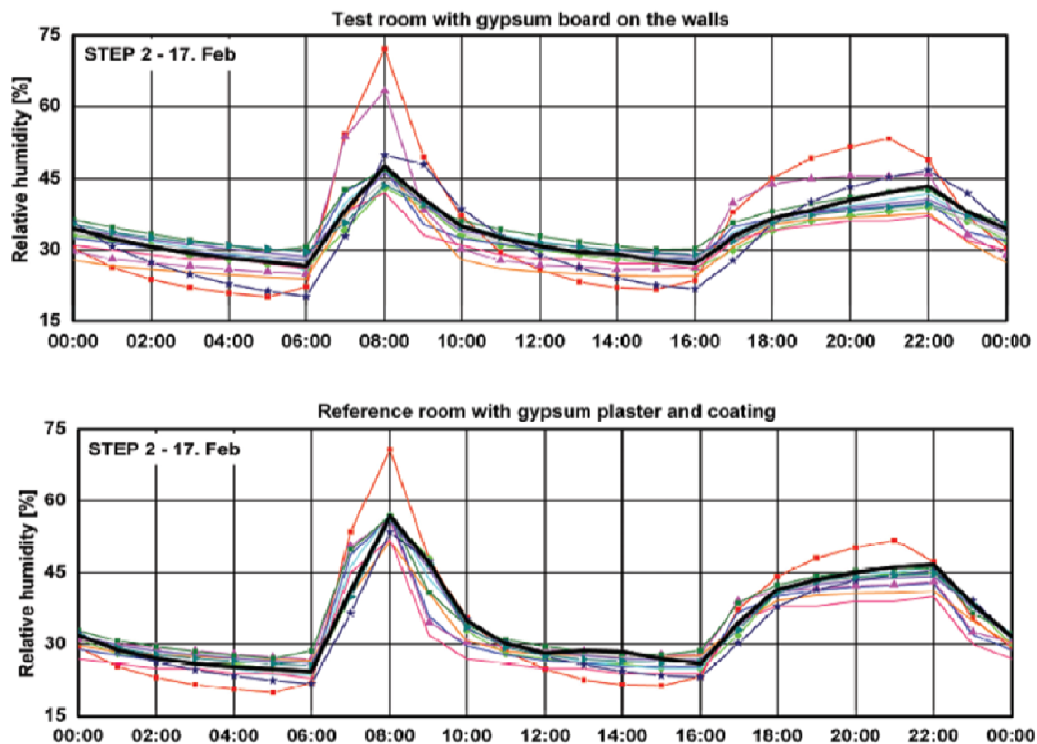 Test room with gypsum board on the walls
75
STEP 2 - 17. Feb
60
45
30
15
Relative humidity [%]
00:00 02:00 04:00 06:00 08:00 10:00 12:00 14:00 16:00 18:00 20:00 22:00 00:00
Reference room with gypsum plaster and coating
75
STEP 2 - 17. Feb
60
45
30
15
Relative humidity [%]
00:00 02:00 04:00 06:00 08:00 10:00 12:00 14:00 16:00 18:00 20:00 22:00 00:00